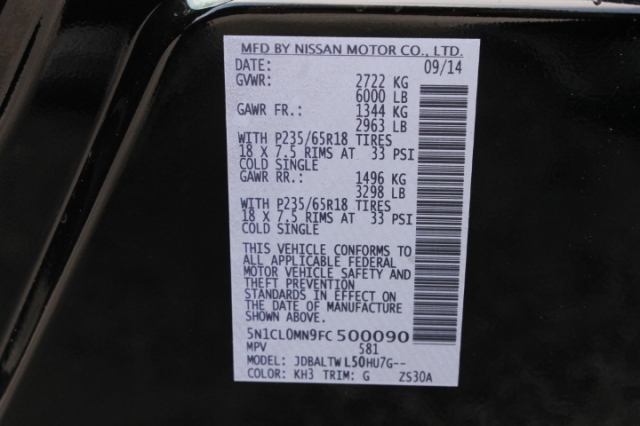 MFD BY NISSAN MOTOR CO., LTD.
DATE: 09/14
GVWR: 2722 KG
6000 LB
GAWR FR.: 1344 KG
2963 LB
WITH P235/65R18 TIRES
18 X 7.5 RIMS AT 33 PSI
COLD SINGLE
GAWR RR.: 1496 KG
3298 LB
WITH P235/65R18 TIRES
18 X 7.5 RIMS AT 33 PSI
COLD SINGLE
THIS VEHICLE CONFORMS TO
ALL APPLICABLE FEDERAL
MOTOR VEHICLE SAFETY AND
THEFT PREVENTION
STANDARDS IN EFFECT ON
THE DATE OF MANUFACTURE
SHOWN ABOVE.
5N1CL0MN9FC500090
MPV 581
MODEL: JDBALTWL50HU7G--
COLOR: KH3 TRIM: G ZS30A